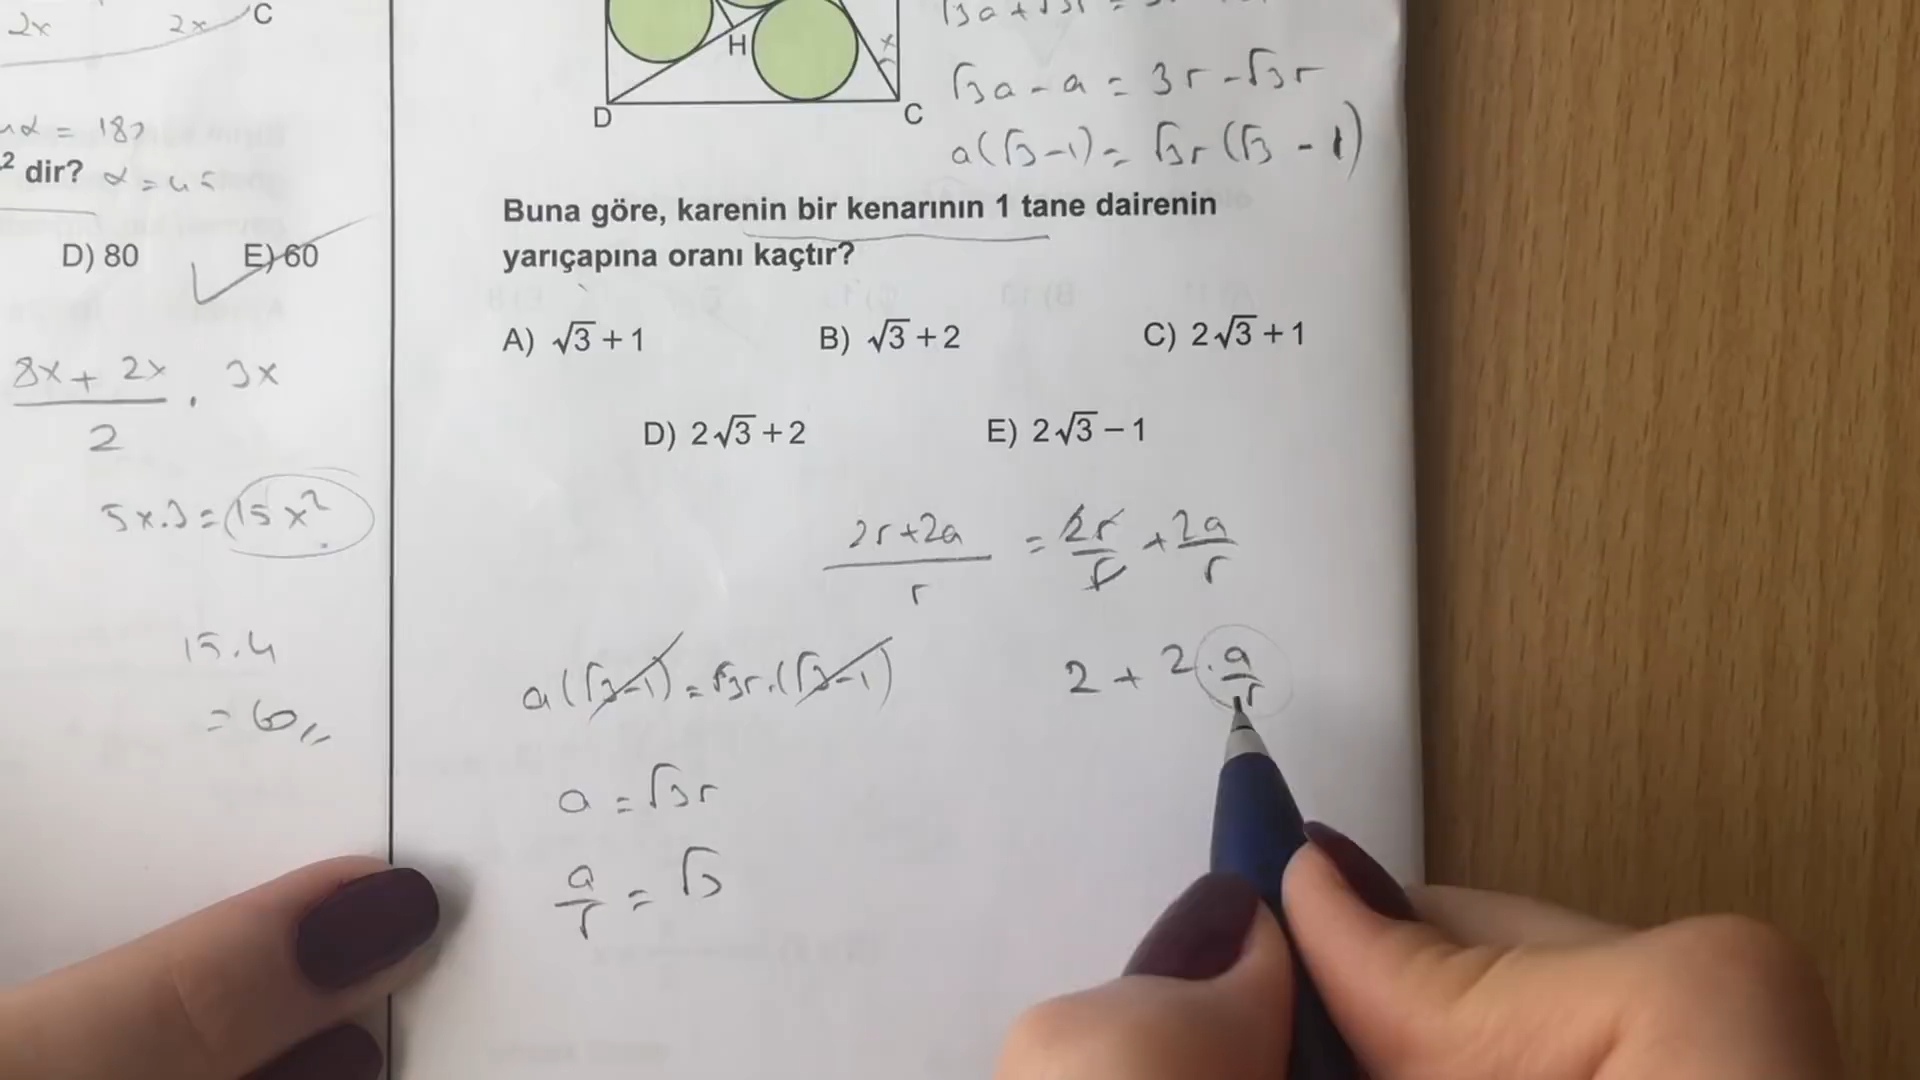 2x 2x C
H
x
D C
√3a - a = 3r - √3r
a(√3-1) = √3r(√3 - 1)
α = 18?
² dir? α = 45
D) 80 E) 60
8x + 2x / 2 . 3x
5x.3 = 15x²
15.4
= 60,,
Buna göre, karenin bir kenarının 1 tane dairenin
yarıçapına oranı kaçtır?
A) √3 + 1 B) √3 + 2 C) 2√3 + 1
D) 2√3 + 2 E) 2√3 – 1
2r+2a / r = 2r / r + 2a / r
a(√3-1) = √3r.(√3-1) 2 + 2.a/r
a = √3r
a/r = √3